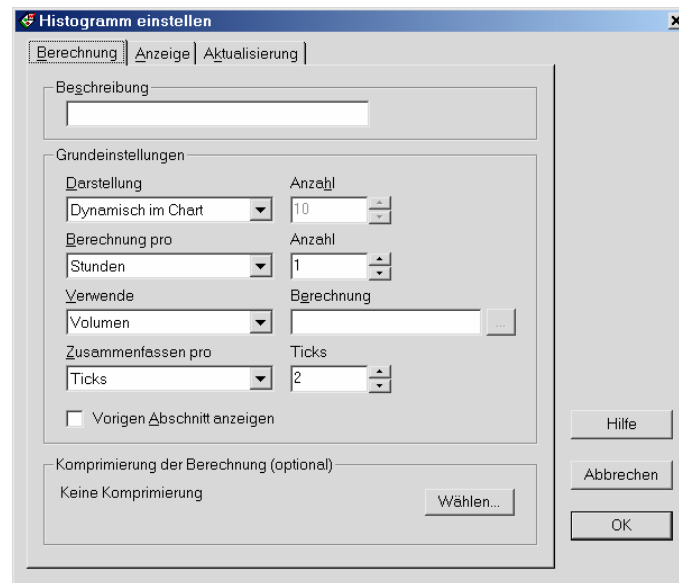 Histogramm einstellen
Berechnung Anzeige Aktualisierung
Beschreibung
Grundeinstellungen
Darstellung Anzahl
Dynamisch im Chart 10
Berechnung pro Anzahl
Stunden 1
Verwende Berechnung
Volumen ...
Zusammenfassen pro Ticks
Ticks 2
Vorigen Abschnitt anzeigen
Hilfe
Komprimierung der Berechnung (optional)
Keine Komprimierung
Wählen...
Abbrechen
OK